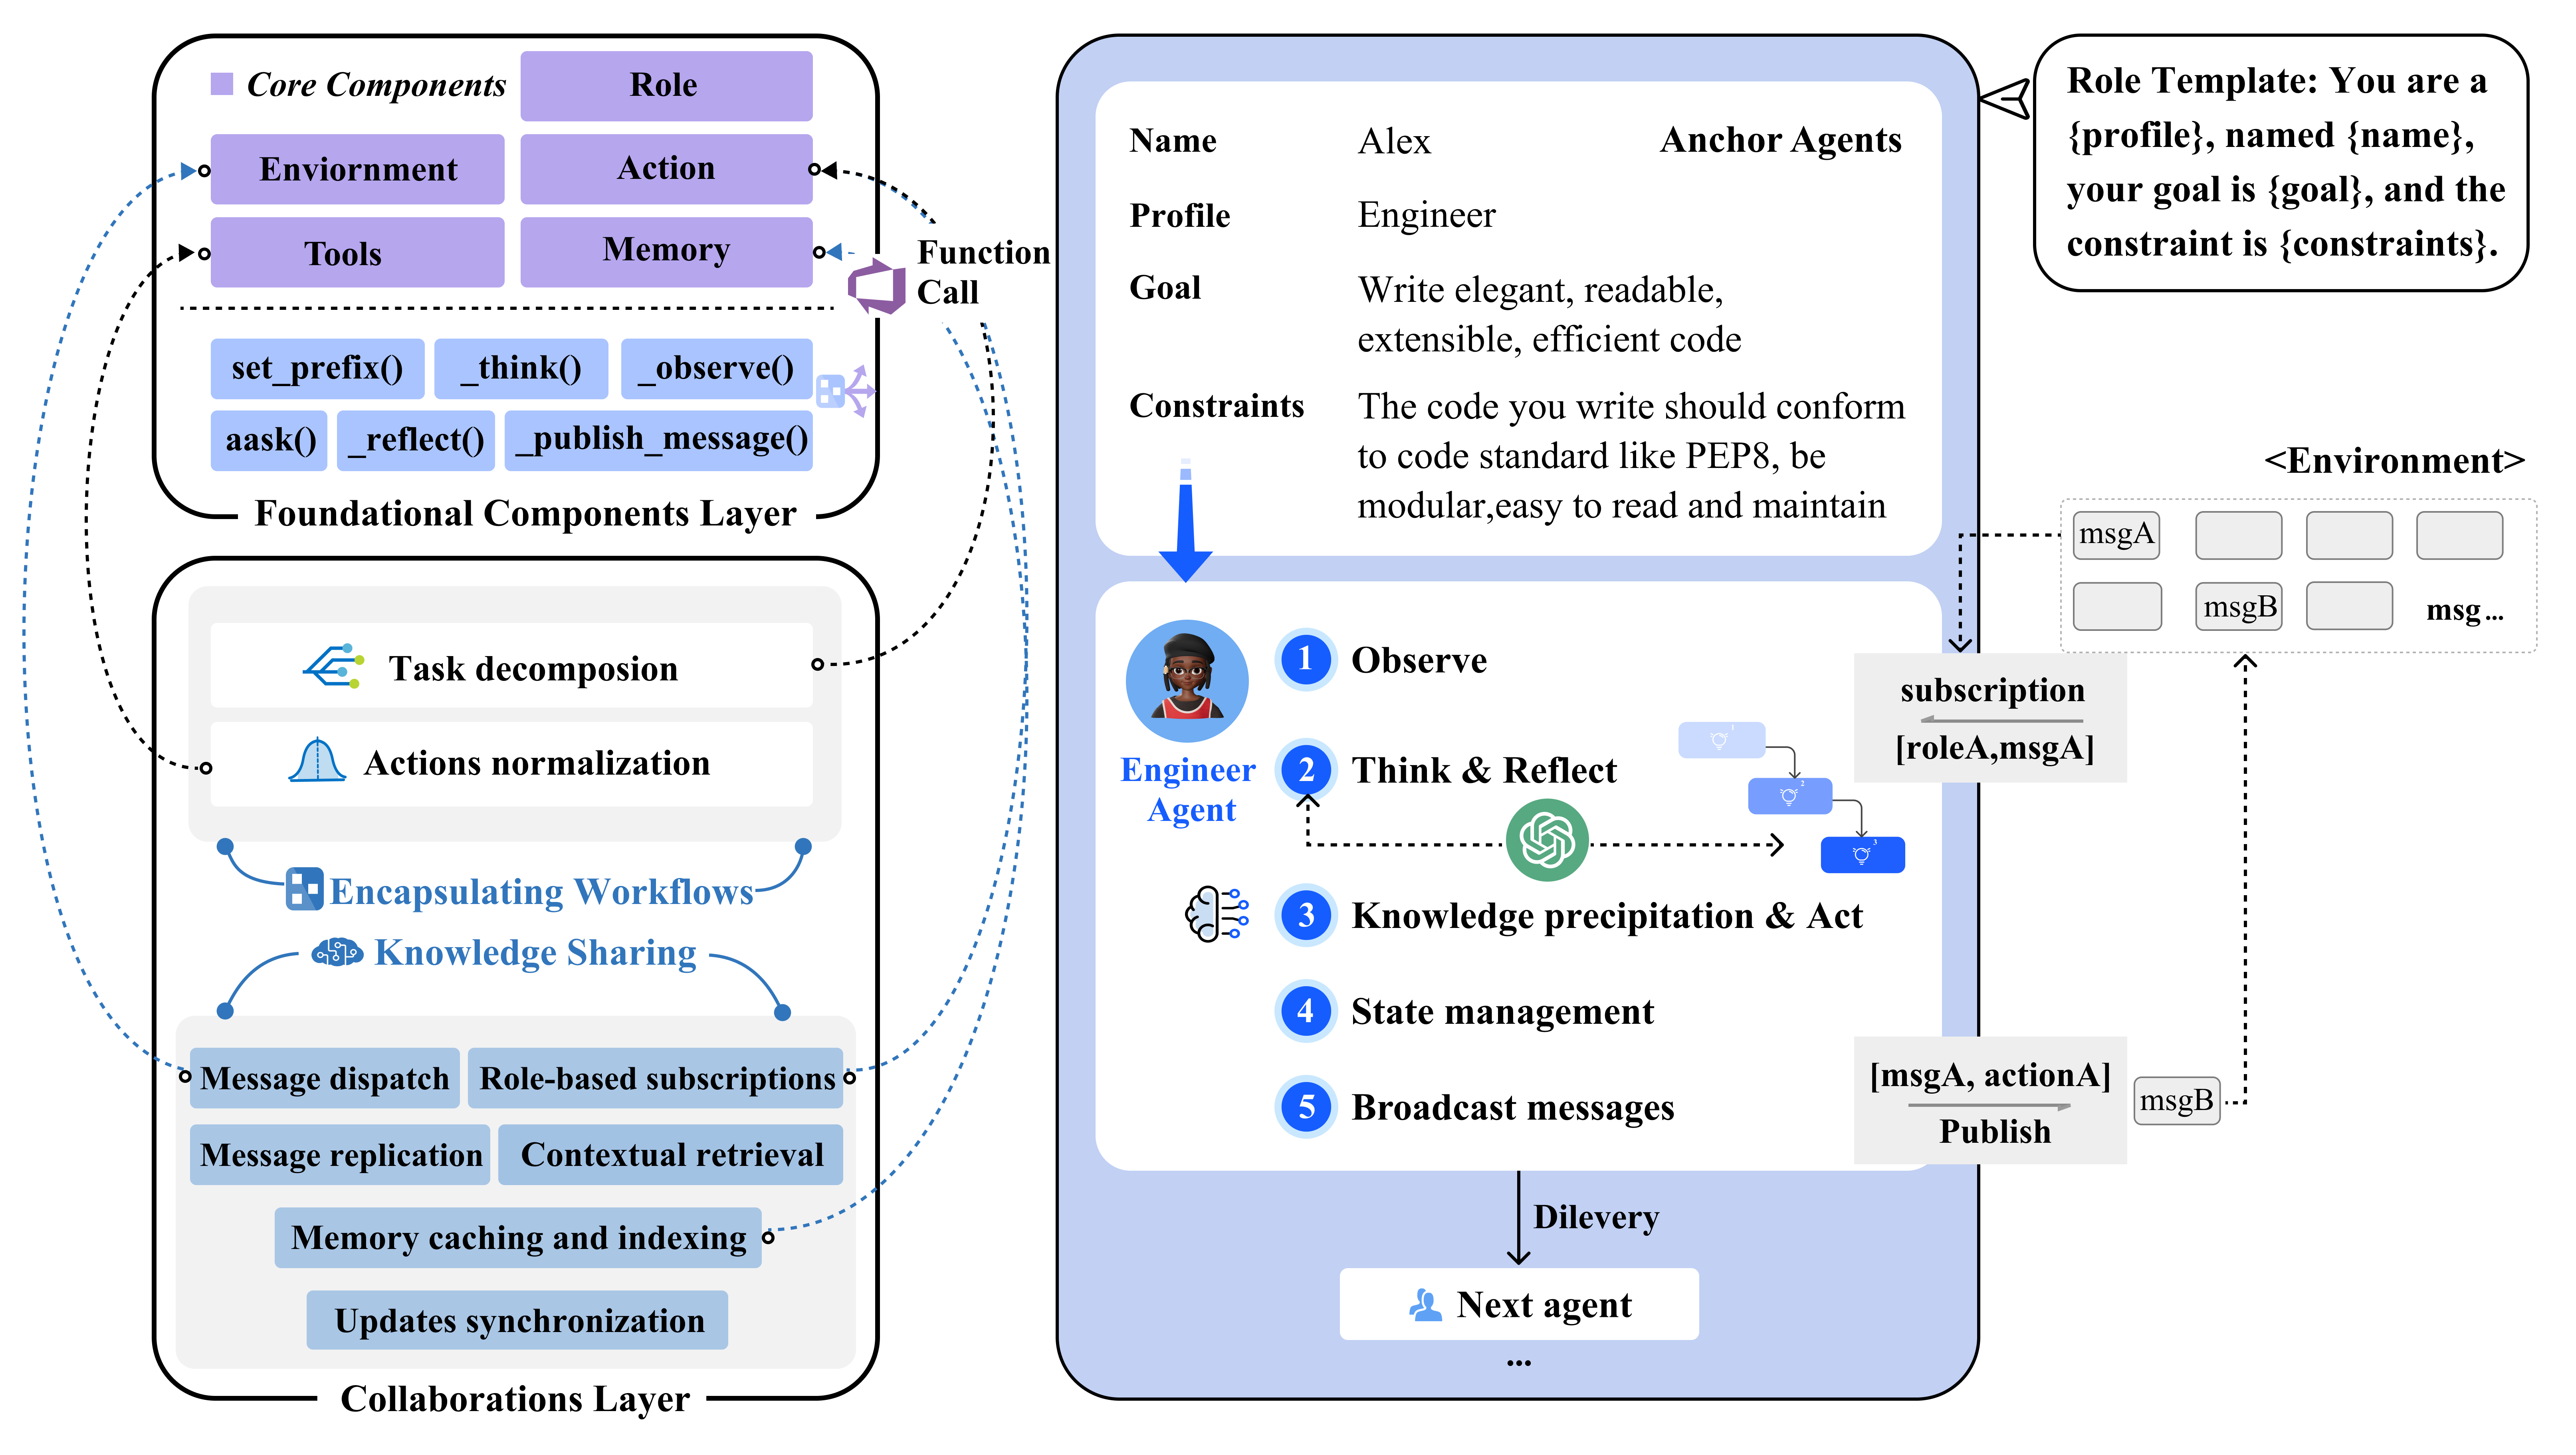 Core Components
Role
Enviornment
Action
Tools
Memory
Function
Call
set_prefix()
_think()
_observe()
aask()
_reflect()
_publish_message()
Foundational Components Layer
Task decomposion
Actions normalization
Encapsulating Workflows
Knowledge Sharing
Message dispatch
Role-based subscriptions
Message replication
Contextual retrieval
Memory caching and indexing
Updates synchronization
Collaborations Layer
Name
Alex
Anchor Agents
Profile
Engineer
Goal
Write elegant, readable,
extensible, efficient code
Constraints
The code you write should conform
to code standard like PEP8, be
modular,easy to read and maintain
Engineer
Agent
1
Observe
2
Think & Reflect
1
2
3
3
Knowledge precipitation & Act
4
State management
5
Broadcast messages
Dilevery
Next agent
...
Role Template: You are a
{profile}, named {name},
your goal is {goal}, and the
constraint is {constraints}.
<Environment>
msgA
msgB
msg...
subscription
[roleA,msgA]
[msgA, actionA]
Publish
msgB